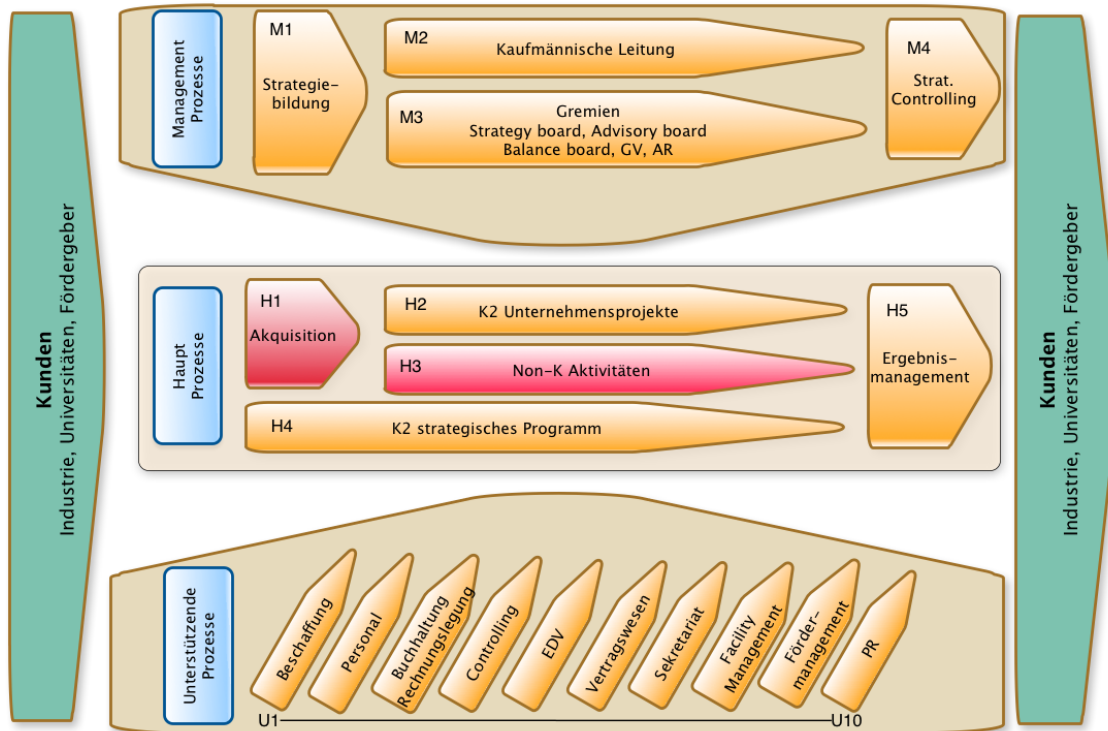 Kunden
Industrie, Universitäten, Fördergeber
Management
Prozesse
M1
Strategie-
bildung
M2
Kaufmännische Leitung
M3
Gremien
Strategy board, Advisory board
Balance board, GV, AR
M4
Strat.
Controlling
Haupt
Prozesse
H1
Akquisition
H2
K2 Unternehmensprojekte
H3
Non-K Aktivitäten
H4
K2 strategisches Programm
H5
Ergebnis-
management
Unterstützende
Prozesse
Beschaffung
Personal
Buchhaltung
Rechnungslegung
Controlling
EDV
Vertragswesen
Sekretariat
Facility
Management
Förder-
management
PR
U1
U10
Kunden
Industrie, Universitäten, Fördergeber